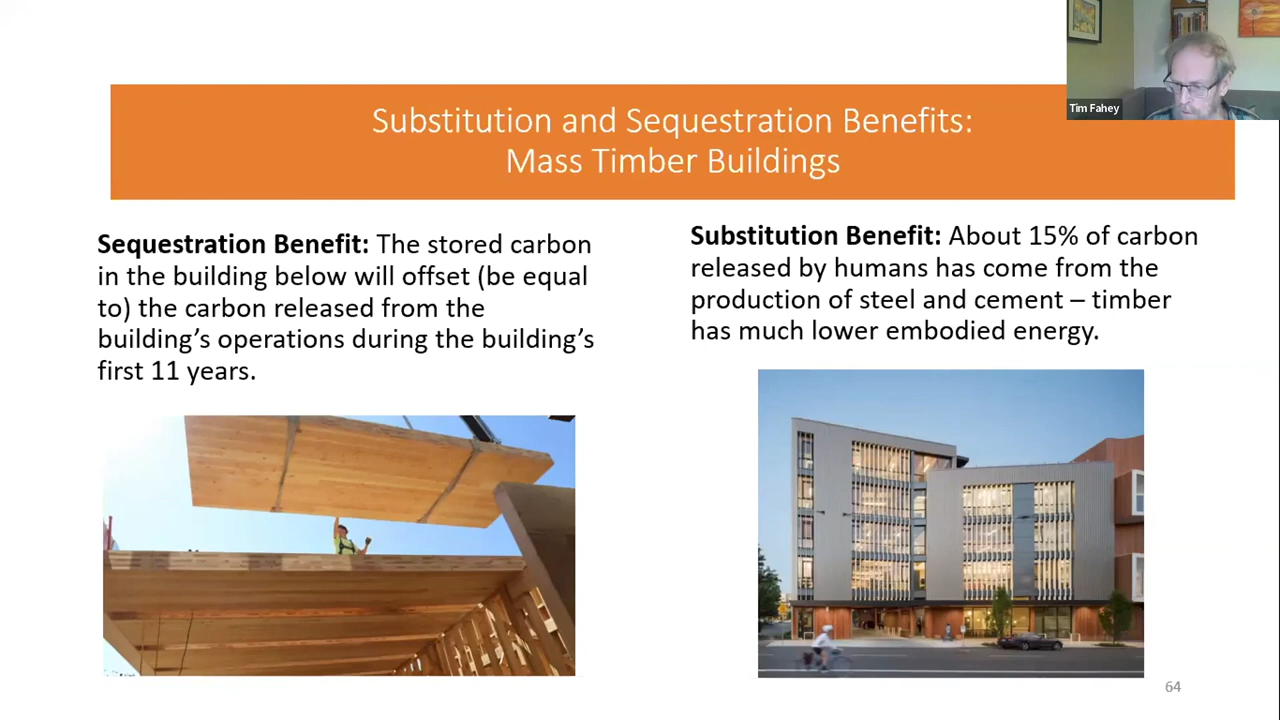 Tim Fahey
Substitution and Sequestration Benefits:
Mass Timber Buildings
Sequestration Benefit: The stored carbon
in the building below will offset (be equal
to) the carbon released from the
building’s operations during the building’s
first 11 years.
Substitution Benefit: About 15% of carbon
released by humans has come from the
production of steel and cement – timber
has much lower embodied energy.
64